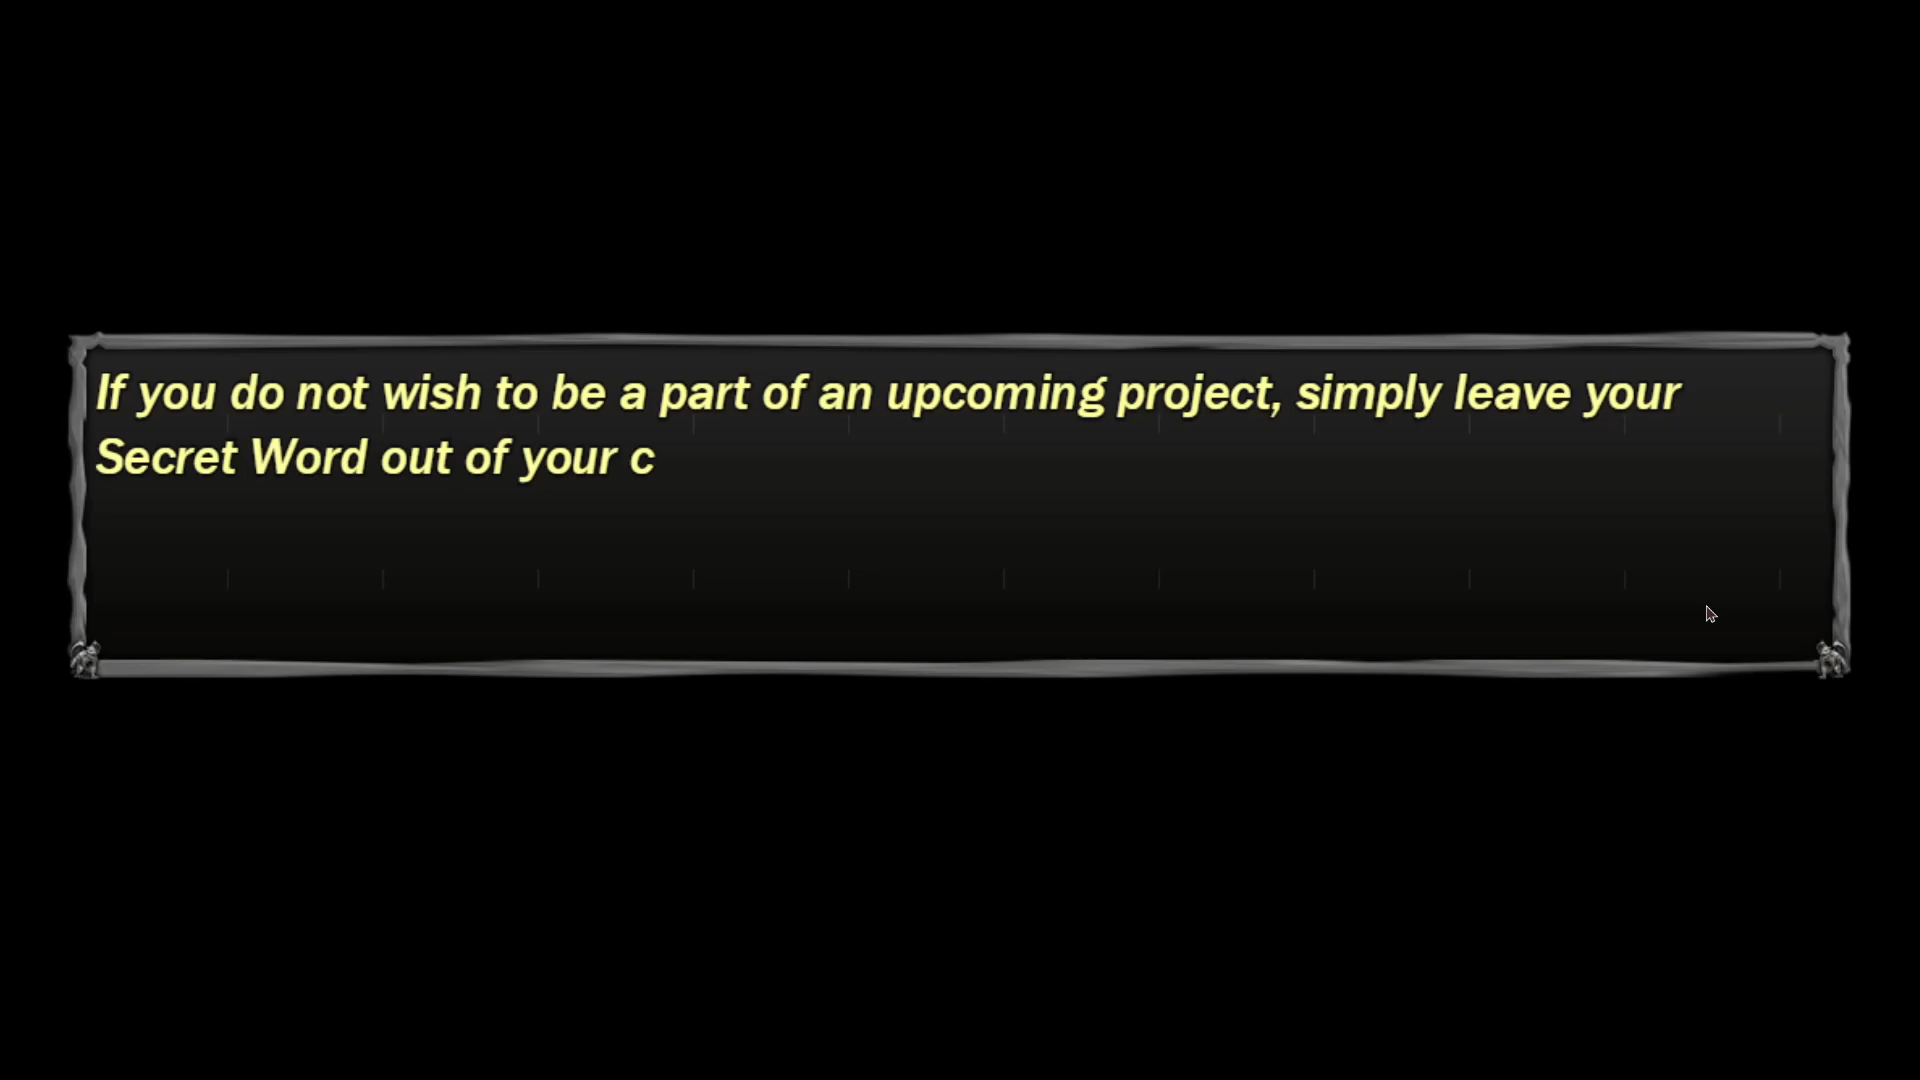 If you do not wish to be a part of an upcoming project, simply leave your
Secret Word out of your c